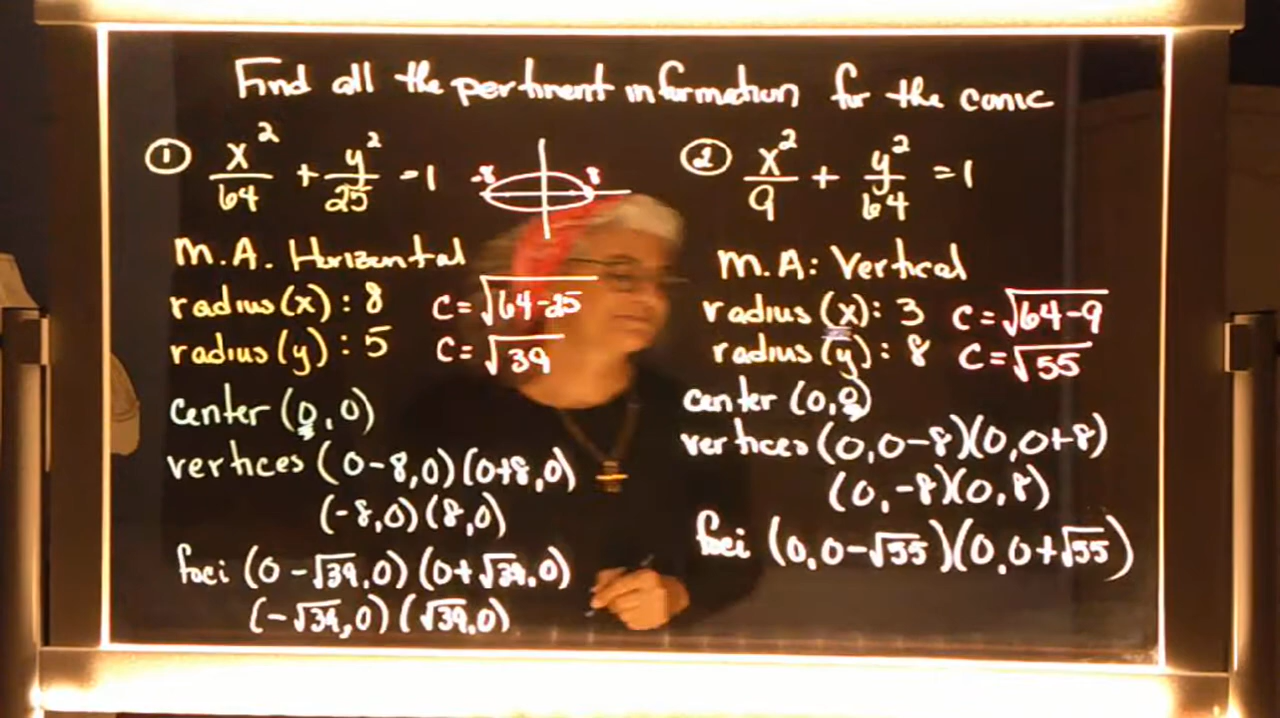 Find all the pertinent information for the conic
① x²/64 + y²/25 = 1
-8 8
M.A. Horizontal
radius(x) : 8 c = √64-25
radius(y) : 5 c = √39
center (0,0)
vertices (0-8,0)(0+8,0)
(-8,0)(8,0)
foci (0-√39,0)(0+√39,0)
(-√39,0)(√39,0)
② x²/9 + y²/64 = 1
M.A: Vertical
radius (x): 3 c = √64-9
radius (y): 8 c = √55
center (0,0)
vertices (0,0-8)(0,0+8)
(0,-8)(0,8)
foci (0,0-√55)(0,0+√55)